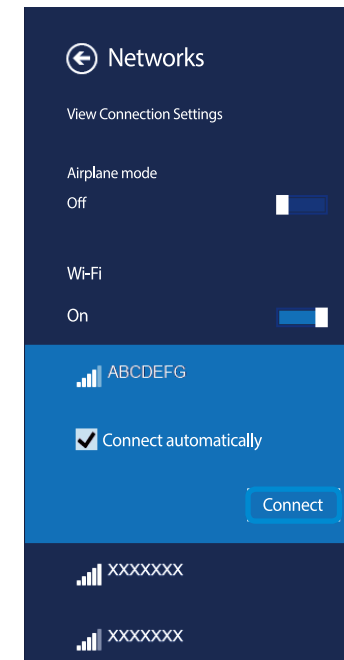 Networks
View Connection Settings
Airplane mode
Off
Wi-Fi
On
ABCDEFG
Connect automatically
Connect
XXXXXXX
XXXXXXX